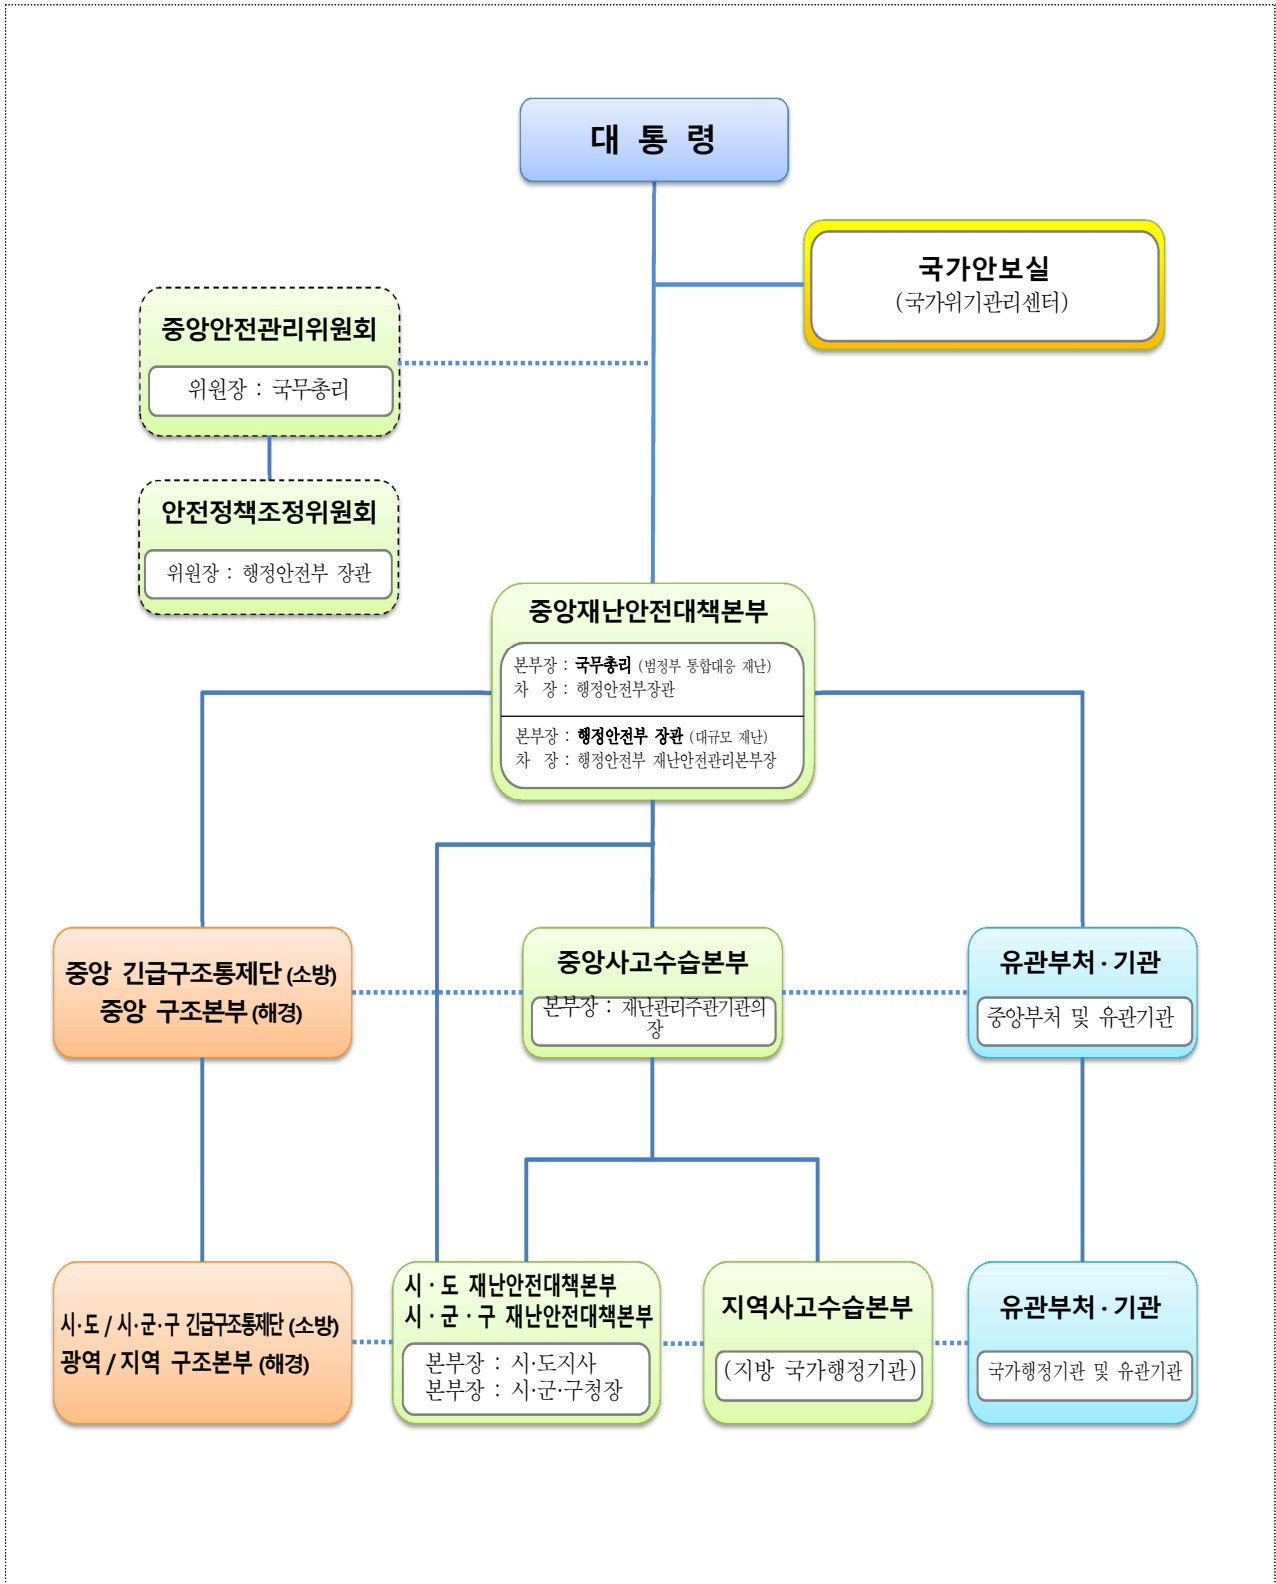 대 통 령
국가안보실
(국가위기관리센터)
중앙안전관리위원회
위원장 : 국무총리
안전정책조정위원회
위원장 : 행정안전부 장관
중앙재난안전대책본부
본부장 : 국무총리 (범정부 통합대응 재난)
차 장 : 행정안전부장관
본부장 : 행정안전부 장관 (대규모 재난)
차 장 : 행정안전부 재난안전관리본부장
중앙 긴급구조통제단 (소방)
중앙 구조본부 (해경)
중앙사고수습본부
본부장 : 재난관리주관기관의
장
유관부처 · 기관
중앙부처 및 유관기관
시·도 / 시·군·구 긴급구조통제단 (소방)
광역 / 지역 구조본부 (해경)
시 · 도 재난안전대책본부
시 · 군 · 구 재난안전대책본부
본부장 : 시·도지사
본부장 : 시·군·구청장
지역사고수습본부
(지방 국가행정기관)
유관부처 · 기관
국가행정기관 및 유관기관